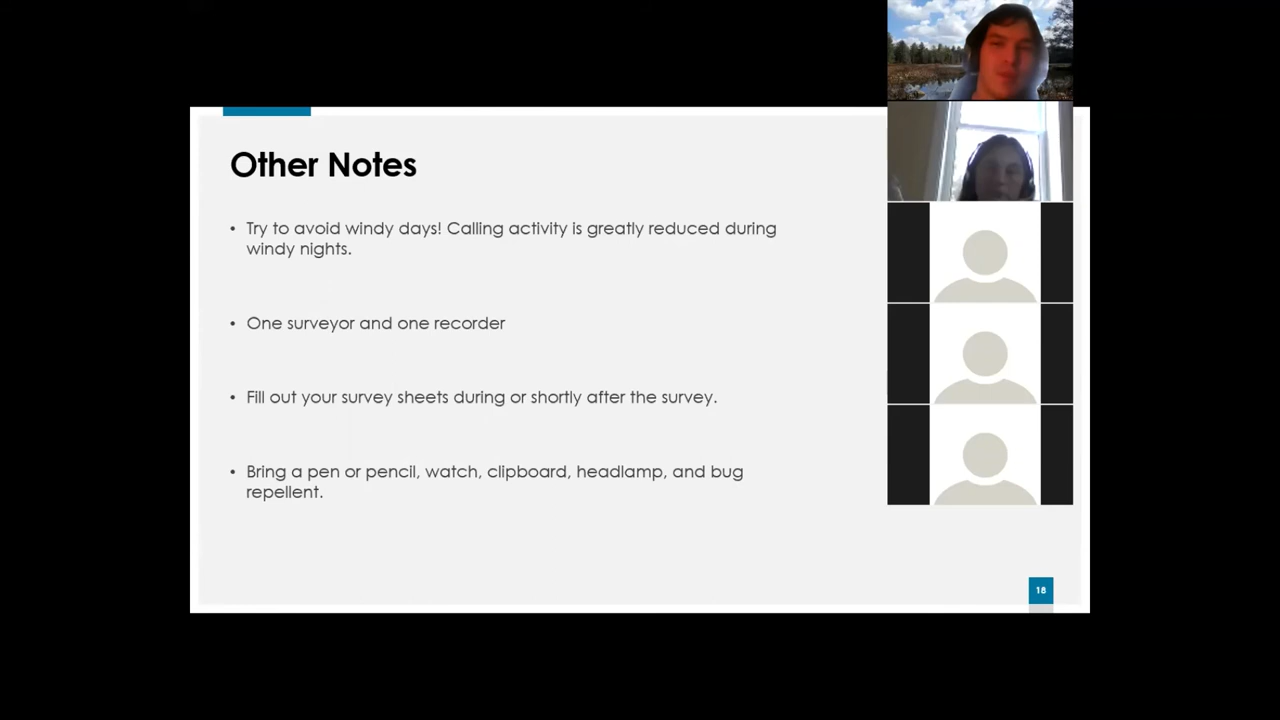 Other Notes
• Try to avoid windy days! Calling activity is greatly reduced during
windy nights.
• One surveyor and one recorder
• Fill out your survey sheets during or shortly after the survey.
• Bring a pen or pencil, watch, clipboard, headlamp, and bug
repellent.
18